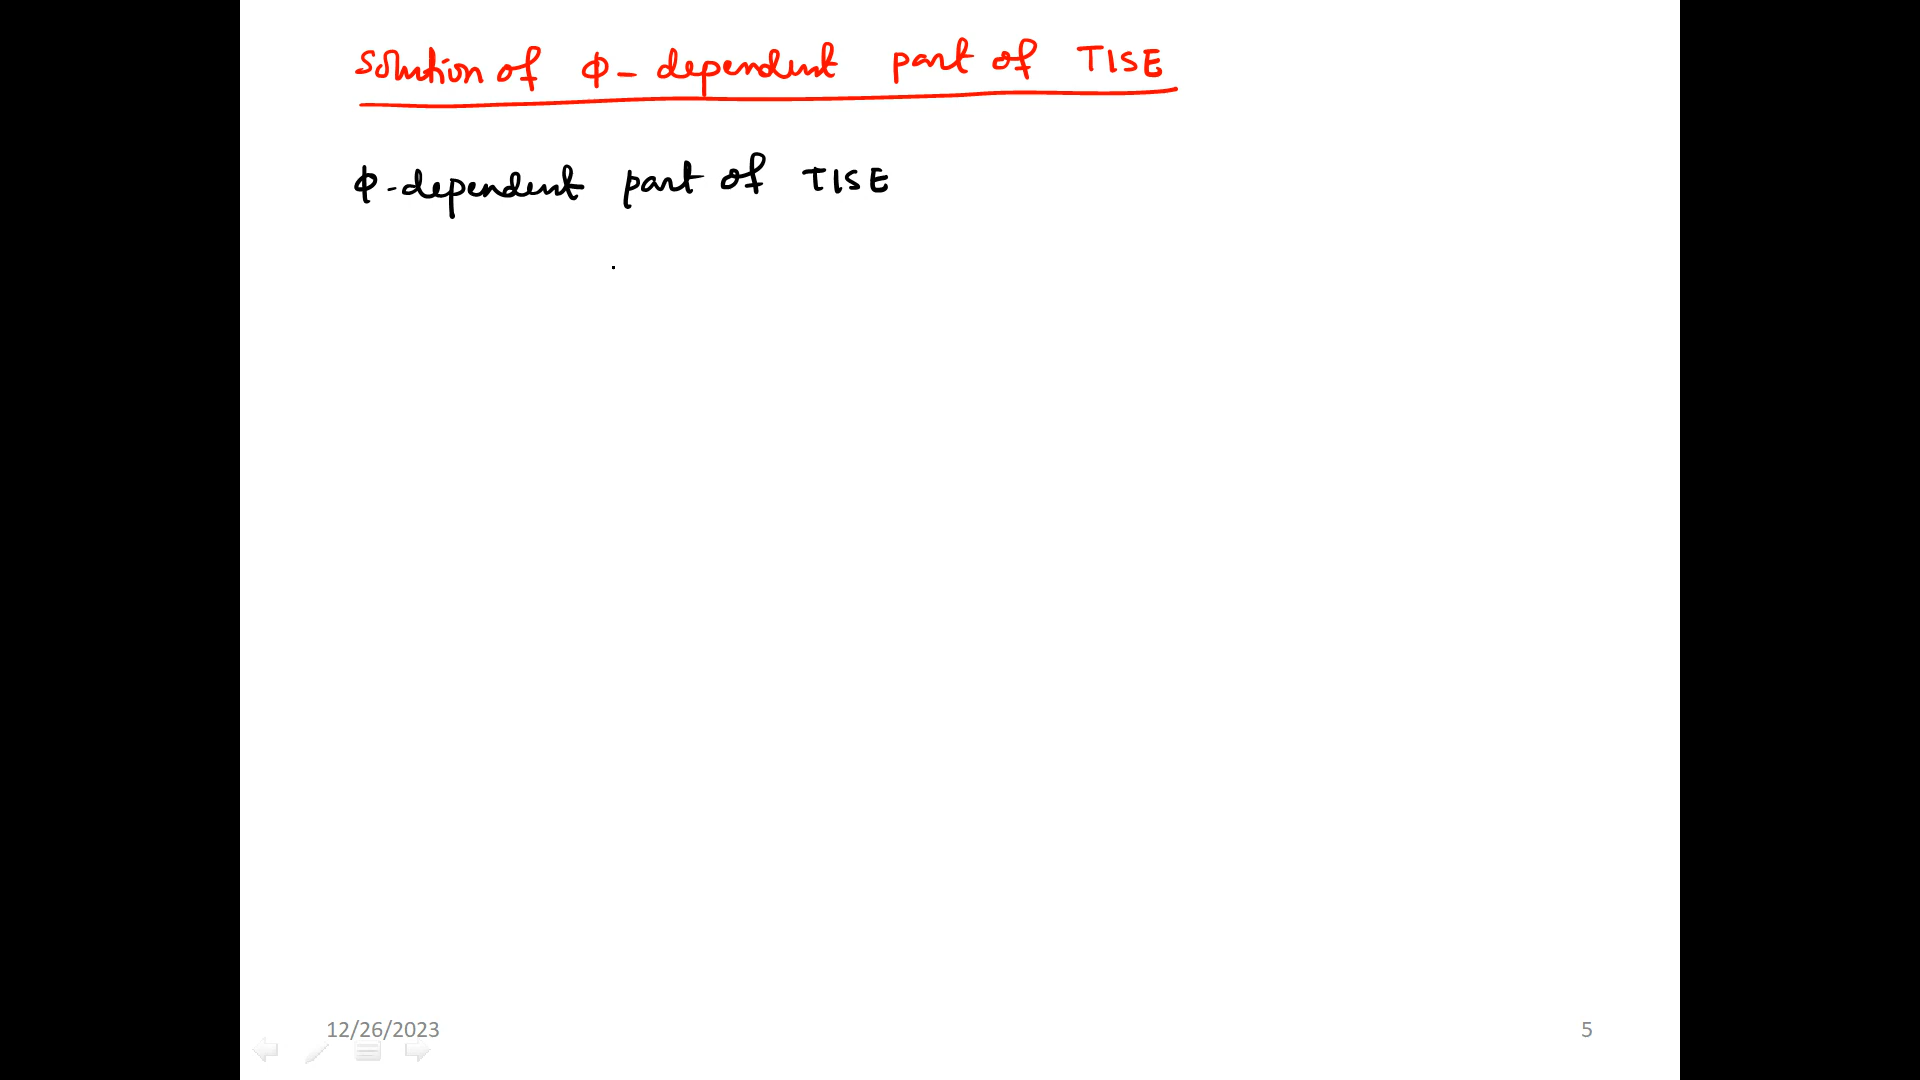 Solution of Φ-dependent part of TISE
Φ-dependent part of TISE
12/26/2023
5